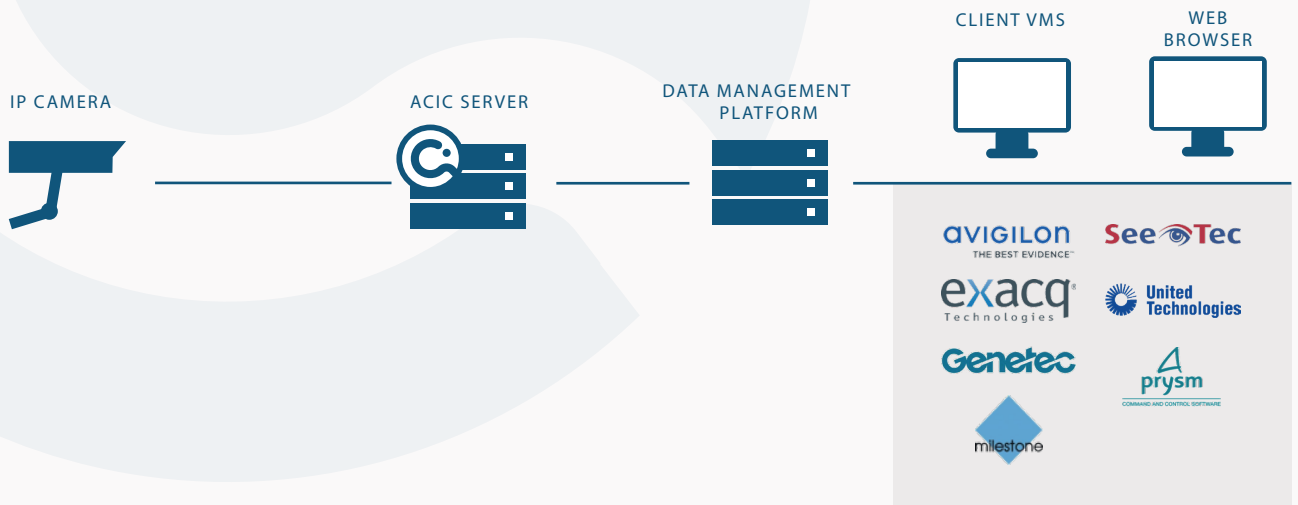 IP CAMERA
ACIC SERVER
DATA MANAGEMENT
PLATFORM
CLIENT VMS
WEB
BROWSER
avigilon
THE BEST EVIDENCE™
SeeTec
exacq®
Technologies
United
Technologies
Genetec
prysm
COMMAND AND CONTROL SOFTWARE
milestone